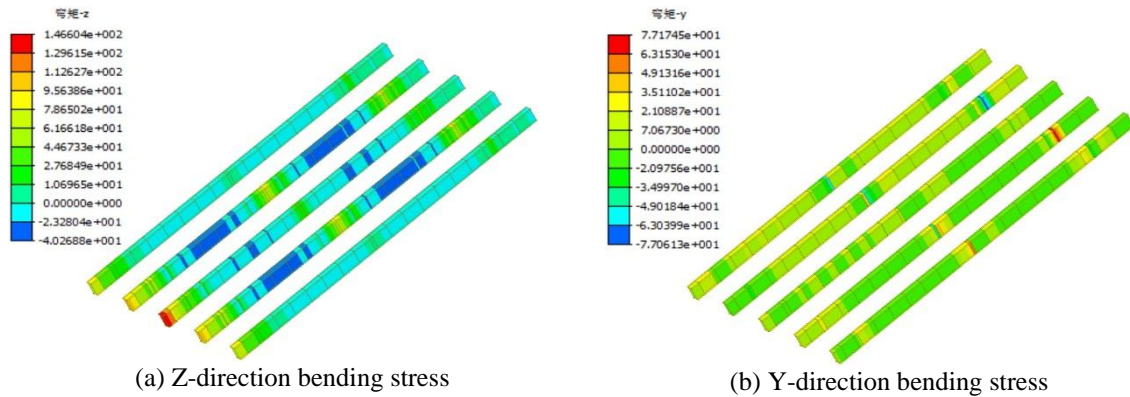 弯矩-z
1.46604e+002
1.29615e+002
1.12627e+002
9.56386e+001
7.86502e+001
6.16618e+001
4.46733e+001
2.76849e+001
1.06965e+001
0.00000e+000
-2.32804e+001
-4.02688e+001
(a) Z-direction bending stress
弯矩-y
7.71745e+001
6.31530e+001
4.91316e+001
3.51102e+001
2.10887e+001
7.06730e+000
0.00000e+000
-2.09756e+001
-3.49970e+001
-4.90184e+001
-6.30399e+001
-7.70613e+001
(b) Y-direction bending stress